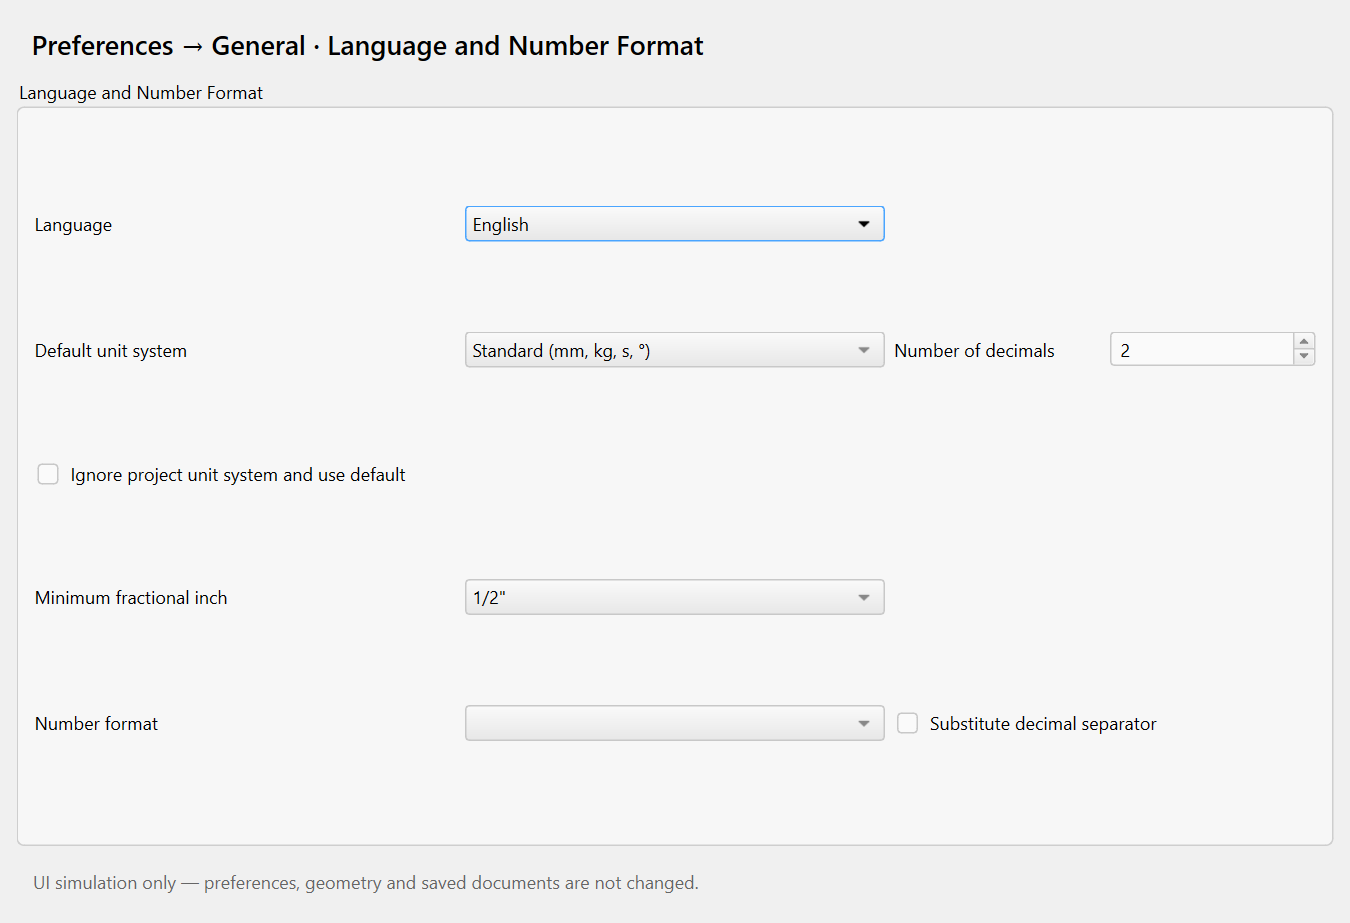 Preferences → General · Language and Number Format
Language and Number Format
Language English
Default unit system Standard (mm, kg, s, °) Number of decimals 2
Ignore project unit system and use default
Minimum fractional inch 1/2"
Number format Substitute decimal separator
UI simulation only — preferences, geometry and saved documents are not changed.